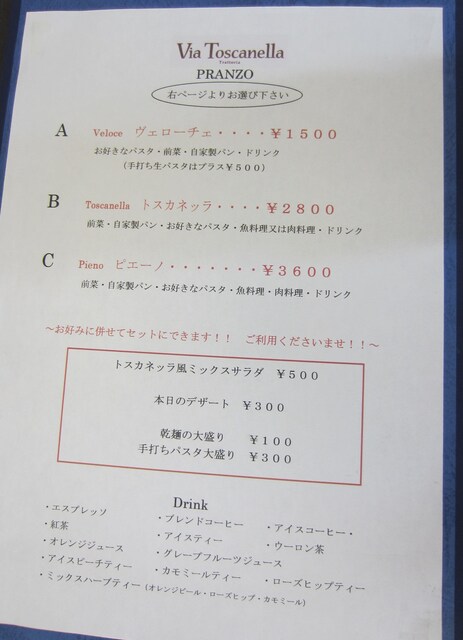 Via Toscanella
Trattoria
PRANZO
右ページよりお選び下さい
A Veloce ヴェローチェ・・・・￥１５００
お好きなパスタ・前菜・自家製パン・ドリンク
（手打ち生パスタはプラス￥５００）
B Toscanella トスカネッラ・・・・￥２８００
前菜・自家製パン・お好きなパスタ・魚料理又は肉料理・ドリンク
C Pieno ピエーノ・・・・・・・￥３６００
前菜・自家製パン・お好きなパスタ・魚料理・肉料理・ドリンク
～お好みに併せてセットにできます！！　ご利用くださいませ！！～
トスカネッラ風ミックスサラダ　￥５００
本日のデザート　￥３００
乾麺の大盛り　￥１００
手打ちパスタ大盛り　￥３００
Drink
・エスプレッソ ・ブレンドコーヒー ・アイスコーヒー・
・紅茶 ・アイスティー ・ウーロン茶
・オレンジジュース ・グレープフルーツジュース
・アイスピーチティー ・カモミールティー ・ローズヒップティー
・ミックスハーブティー（オレンジピール・ローズヒップ・カモミール）